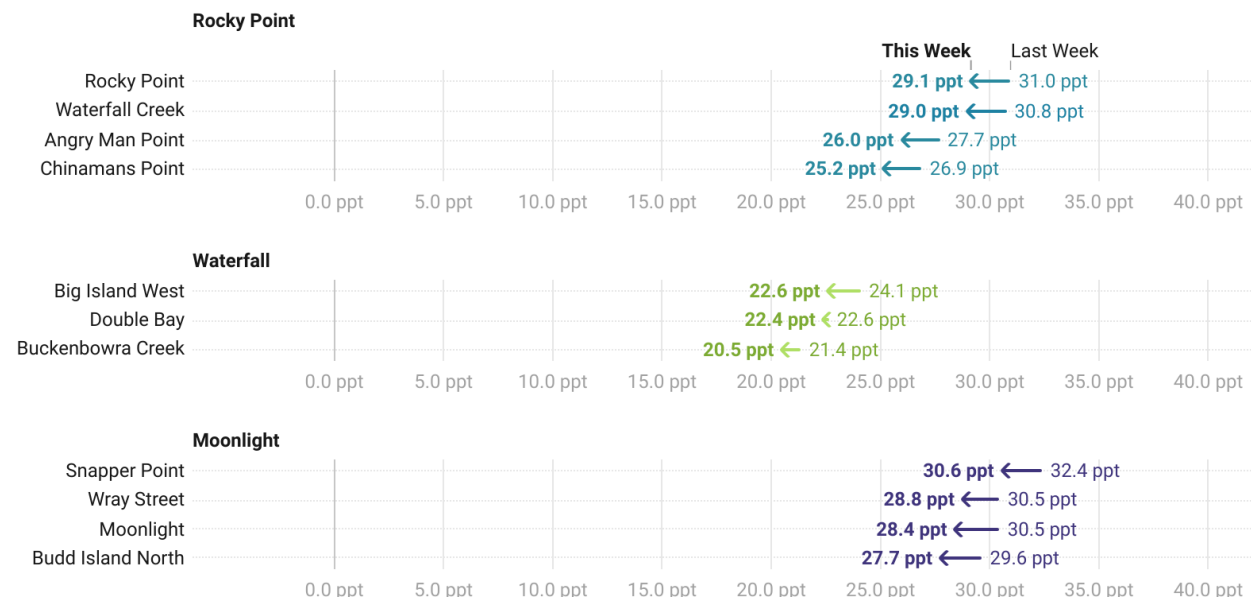 Rocky Point
This Week Last Week
Rocky Point 29.1 ppt 31.0 ppt
Waterfall Creek 29.0 ppt 30.8 ppt
Angry Man Point 26.0 ppt 27.7 ppt
Chinamans Point 25.2 ppt 26.9 ppt
0.0 ppt 5.0 ppt 10.0 ppt 15.0 ppt 20.0 ppt 25.0 ppt 30.0 ppt 35.0 ppt 40.0 ppt
Waterfall
Big Island West 22.6 ppt 24.1 ppt
Double Bay 22.4 ppt 22.6 ppt
Buckenbowra Creek 20.5 ppt 21.4 ppt
0.0 ppt 5.0 ppt 10.0 ppt 15.0 ppt 20.0 ppt 25.0 ppt 30.0 ppt 35.0 ppt 40.0 ppt
Moonlight
Snapper Point 30.6 ppt 32.4 ppt
Wray Street 28.8 ppt 30.5 ppt
Moonlight 28.4 ppt 30.5 ppt
Budd Island North 27.7 ppt 29.6 ppt
0.0 ppt 5.0 ppt 10.0 ppt 15.0 ppt 20.0 ppt 25.0 ppt 30.0 ppt 35.0 ppt 40.0 ppt